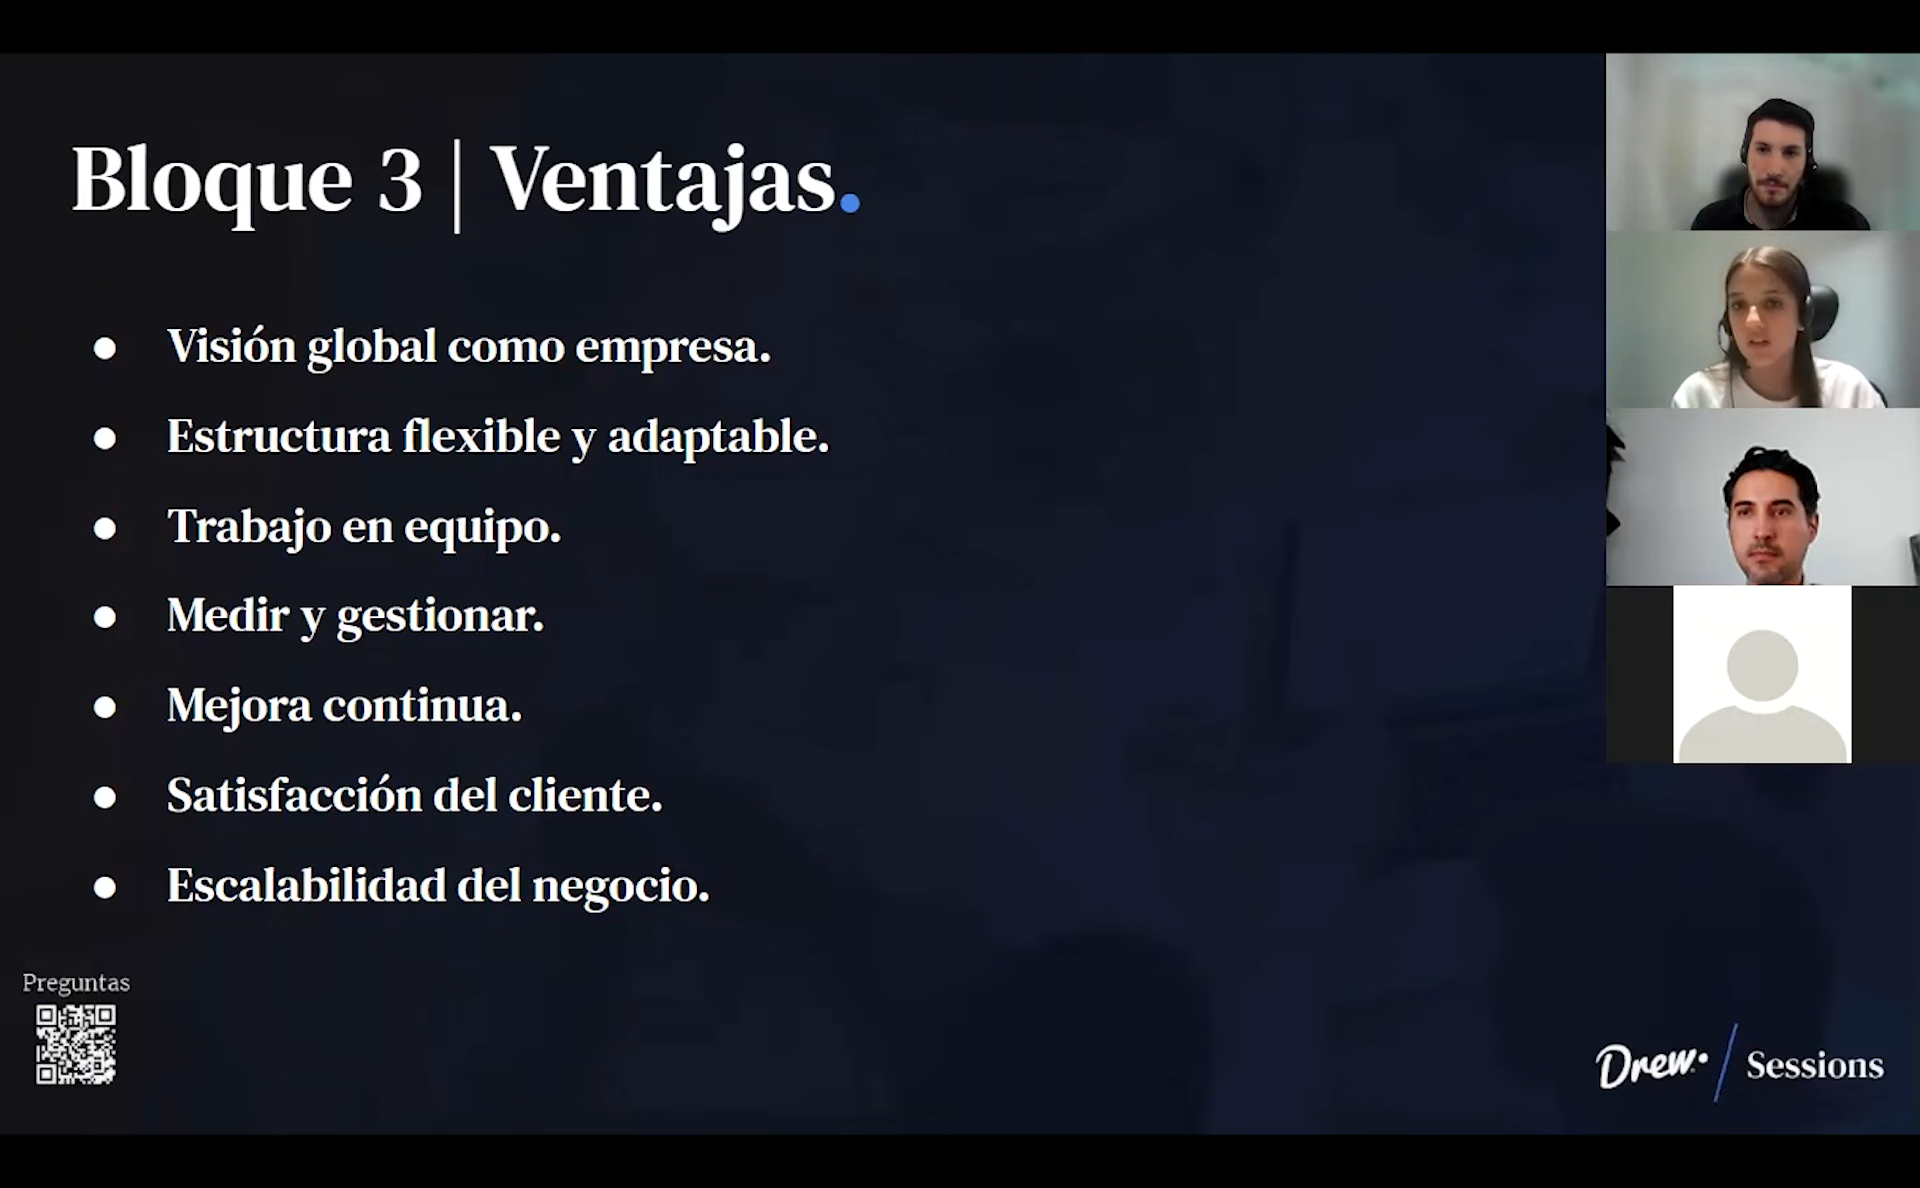 Bloque 3 | Ventajas.
● Visión global como empresa.
● Estructura flexible y adaptable.
● Trabajo en equipo.
● Medir y gestionar.
● Mejora continua.
● Satisfacción del cliente.
● Escalabilidad del negocio.
Preguntas
Drew. / Sessions